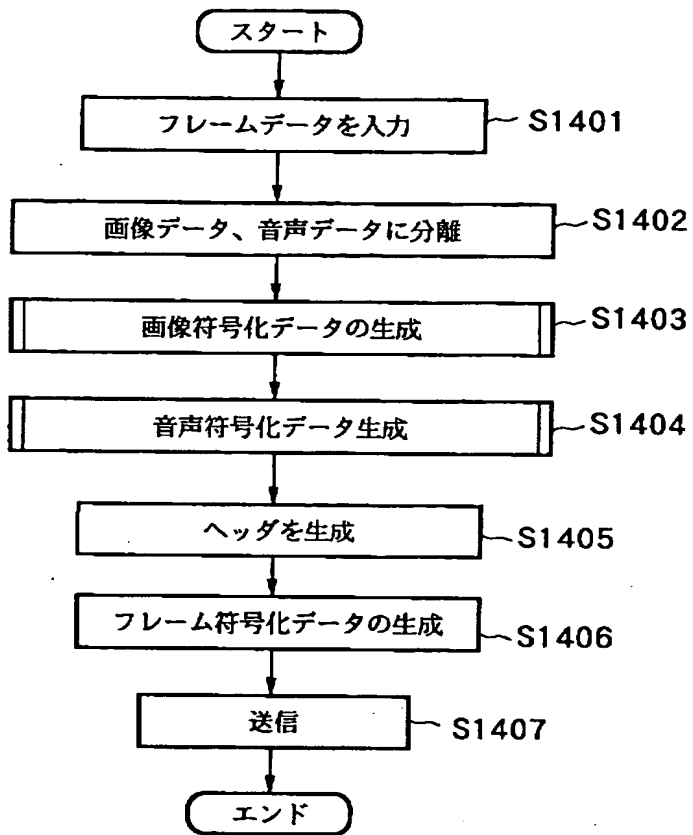 スタート
フレームデータを入力 S1401
画像データ、音声データに分離 S1402
画像符号化データの生成 S1403
音声符号化データ生成 S1404
ヘッダを生成 S1405
フレーム符号化データの生成 S1406
送信 S1407
エンド